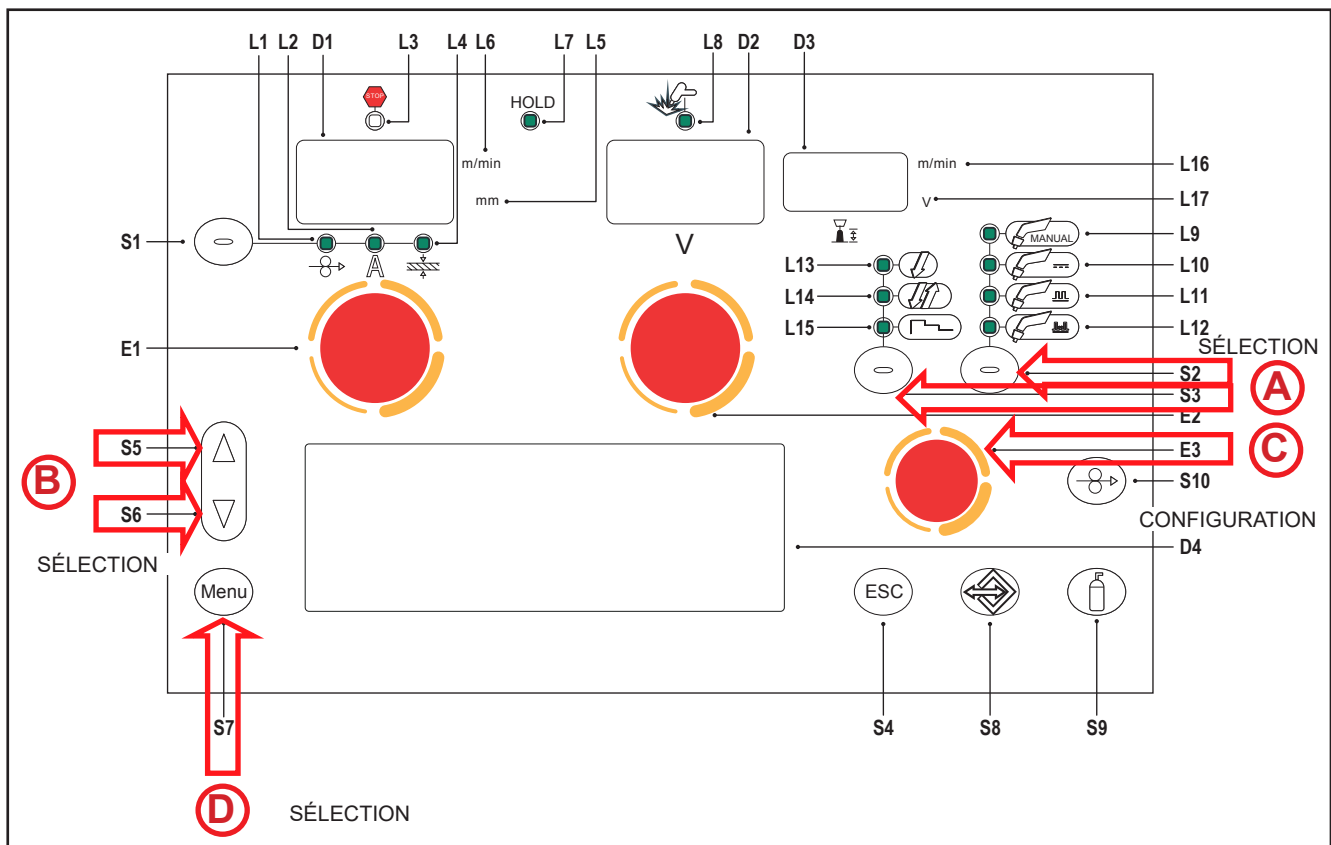 L1 L2 D1 L3 L4 L6 L7 L5 L8 D2 D3
STOP
HOLD
m/min
m/min
L16
mm
V
L17
S1
V
MANUAL
L9
A
L13
L10
L14
L11
L15
L12
E1
SÉLECTION
S2
A
S3
E2
S5
E3
C
B
S10
S6
CONFIGURATION
D4
SÉLECTION
Menu
ESC
S7
S4
S8
S9
D
SÉLECTION